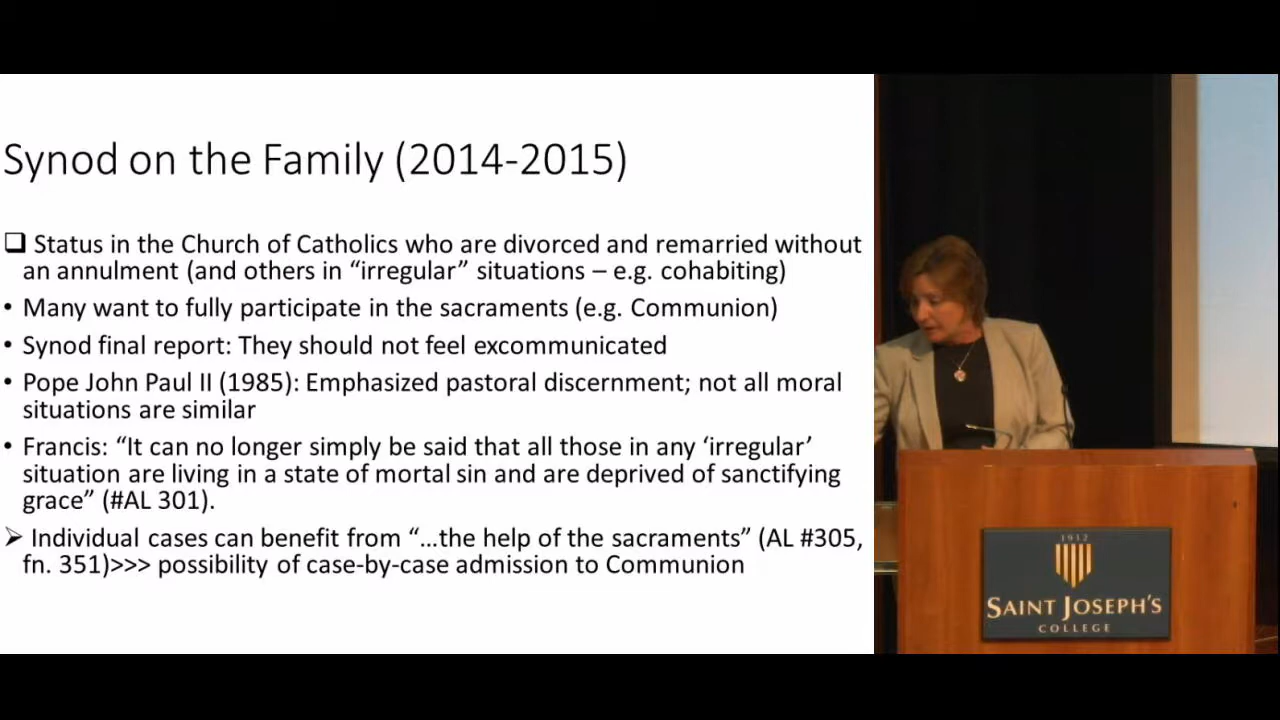 Synod on the Family (2014-2015)
❑ Status in the Church of Catholics who are divorced and remarried without
an annulment (and others in “irregular” situations – e.g. cohabiting)
• Many want to fully participate in the sacraments (e.g. Communion)
• Synod final report: They should not feel excommunicated
• Pope John Paul II (1985): Emphasized pastoral discernment; not all moral
situations are similar
• Francis: “It can no longer simply be said that all those in any ‘irregular’
situation are living in a state of mortal sin and are deprived of sanctifying
grace” (#AL 301).
➢ Individual cases can benefit from “…the help of the sacraments” (AL #305,
fn. 351)>>> possibility of case-by-case admission to Communion
1912
SAINT JOSEPH'S
COLLEGE